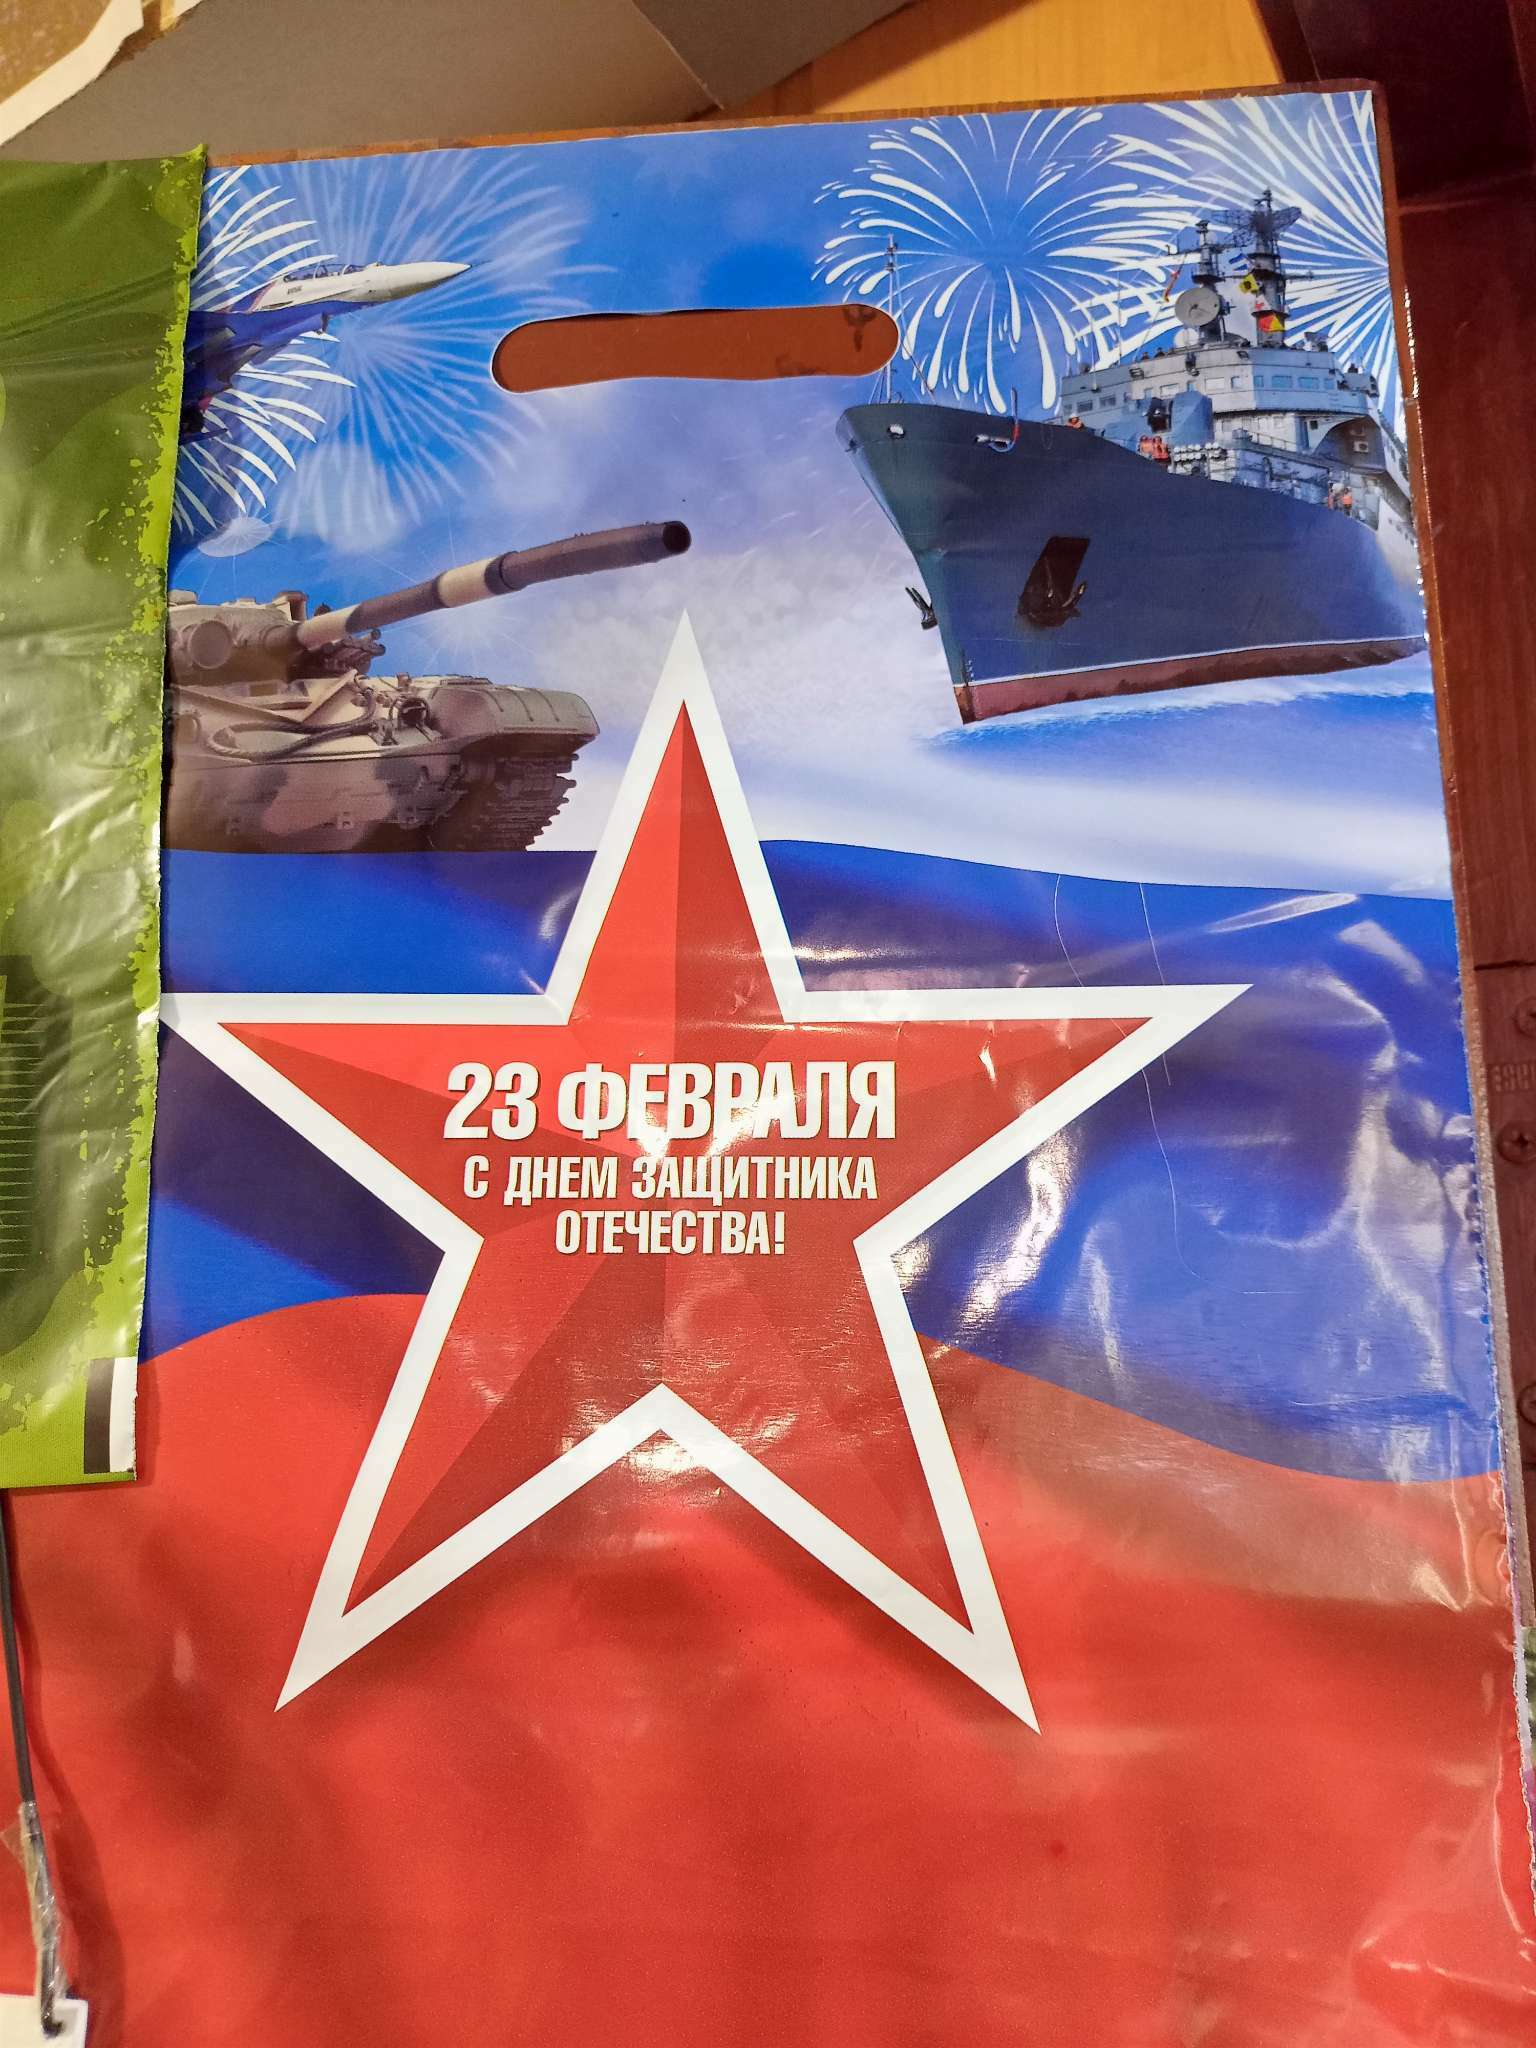 23 ФЕВРАЛЯ
С ДНЕМ ЗАЩИТНИКА
ОТЕЧЕСТВА!